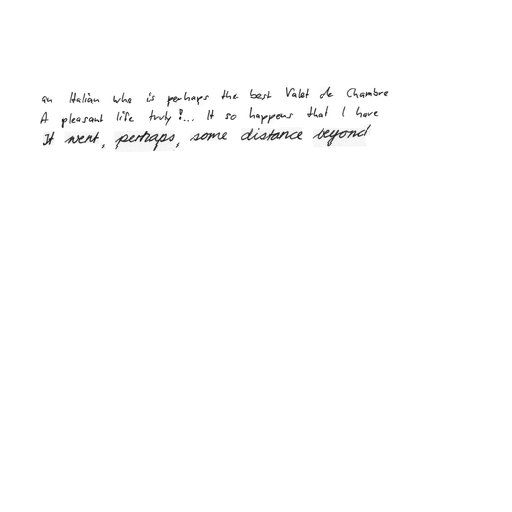 an Italian who is perhaps the best Valet de Chambre
A pleasant life truly!... It so happens that I have
It went, perhaps, some distance beyond